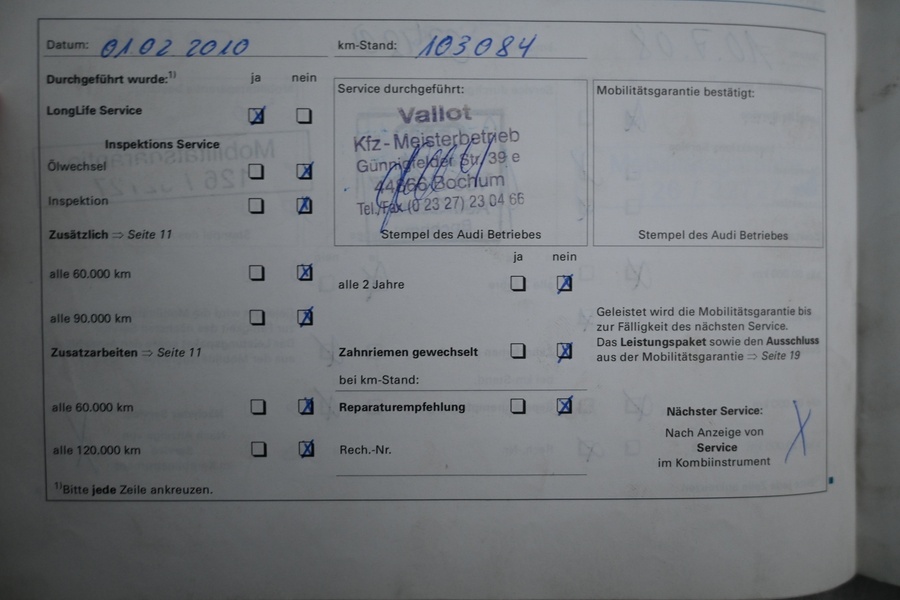 Datum: 01 02 2010
km-Stand: 103084
Durchgeführt wurde:¹⁾ ja nein
LongLife Service
Inspektions Service
Ölwechsel
Inspektion
Zusätzlich ⇒ Seite 11
alle 60.000 km
alle 90.000 km
Zusatzarbeiten ⇒ Seite 11
alle 60.000 km
alle 120.000 km
¹⁾Bitte jede Zeile ankreuzen.
Service durchgeführt:
Vallot
Kfz-Meisterbetrieb
Günnigfelder Str. 39 e
44866 Bochum
Tel./Fax (0 23 27) 23 04 66
Stempel des Audi Betriebes
ja nein
alle 2 Jahre
Zahnriemen gewechselt
bei km-Stand:
Reparaturempfehlung
Rech.-Nr.
Mobilitätsgarantie bestätigt:
Stempel des Audi Betriebes
Geleistet wird die Mobilitätsgarantie bis
zur Fälligkeit des nächsten Service.
Das Leistungspaket sowie den Ausschluss
aus der Mobilitätsgarantie ⇒ Seite 19
Nächster Service:
Nach Anzeige von
Service
im Kombiinstrument